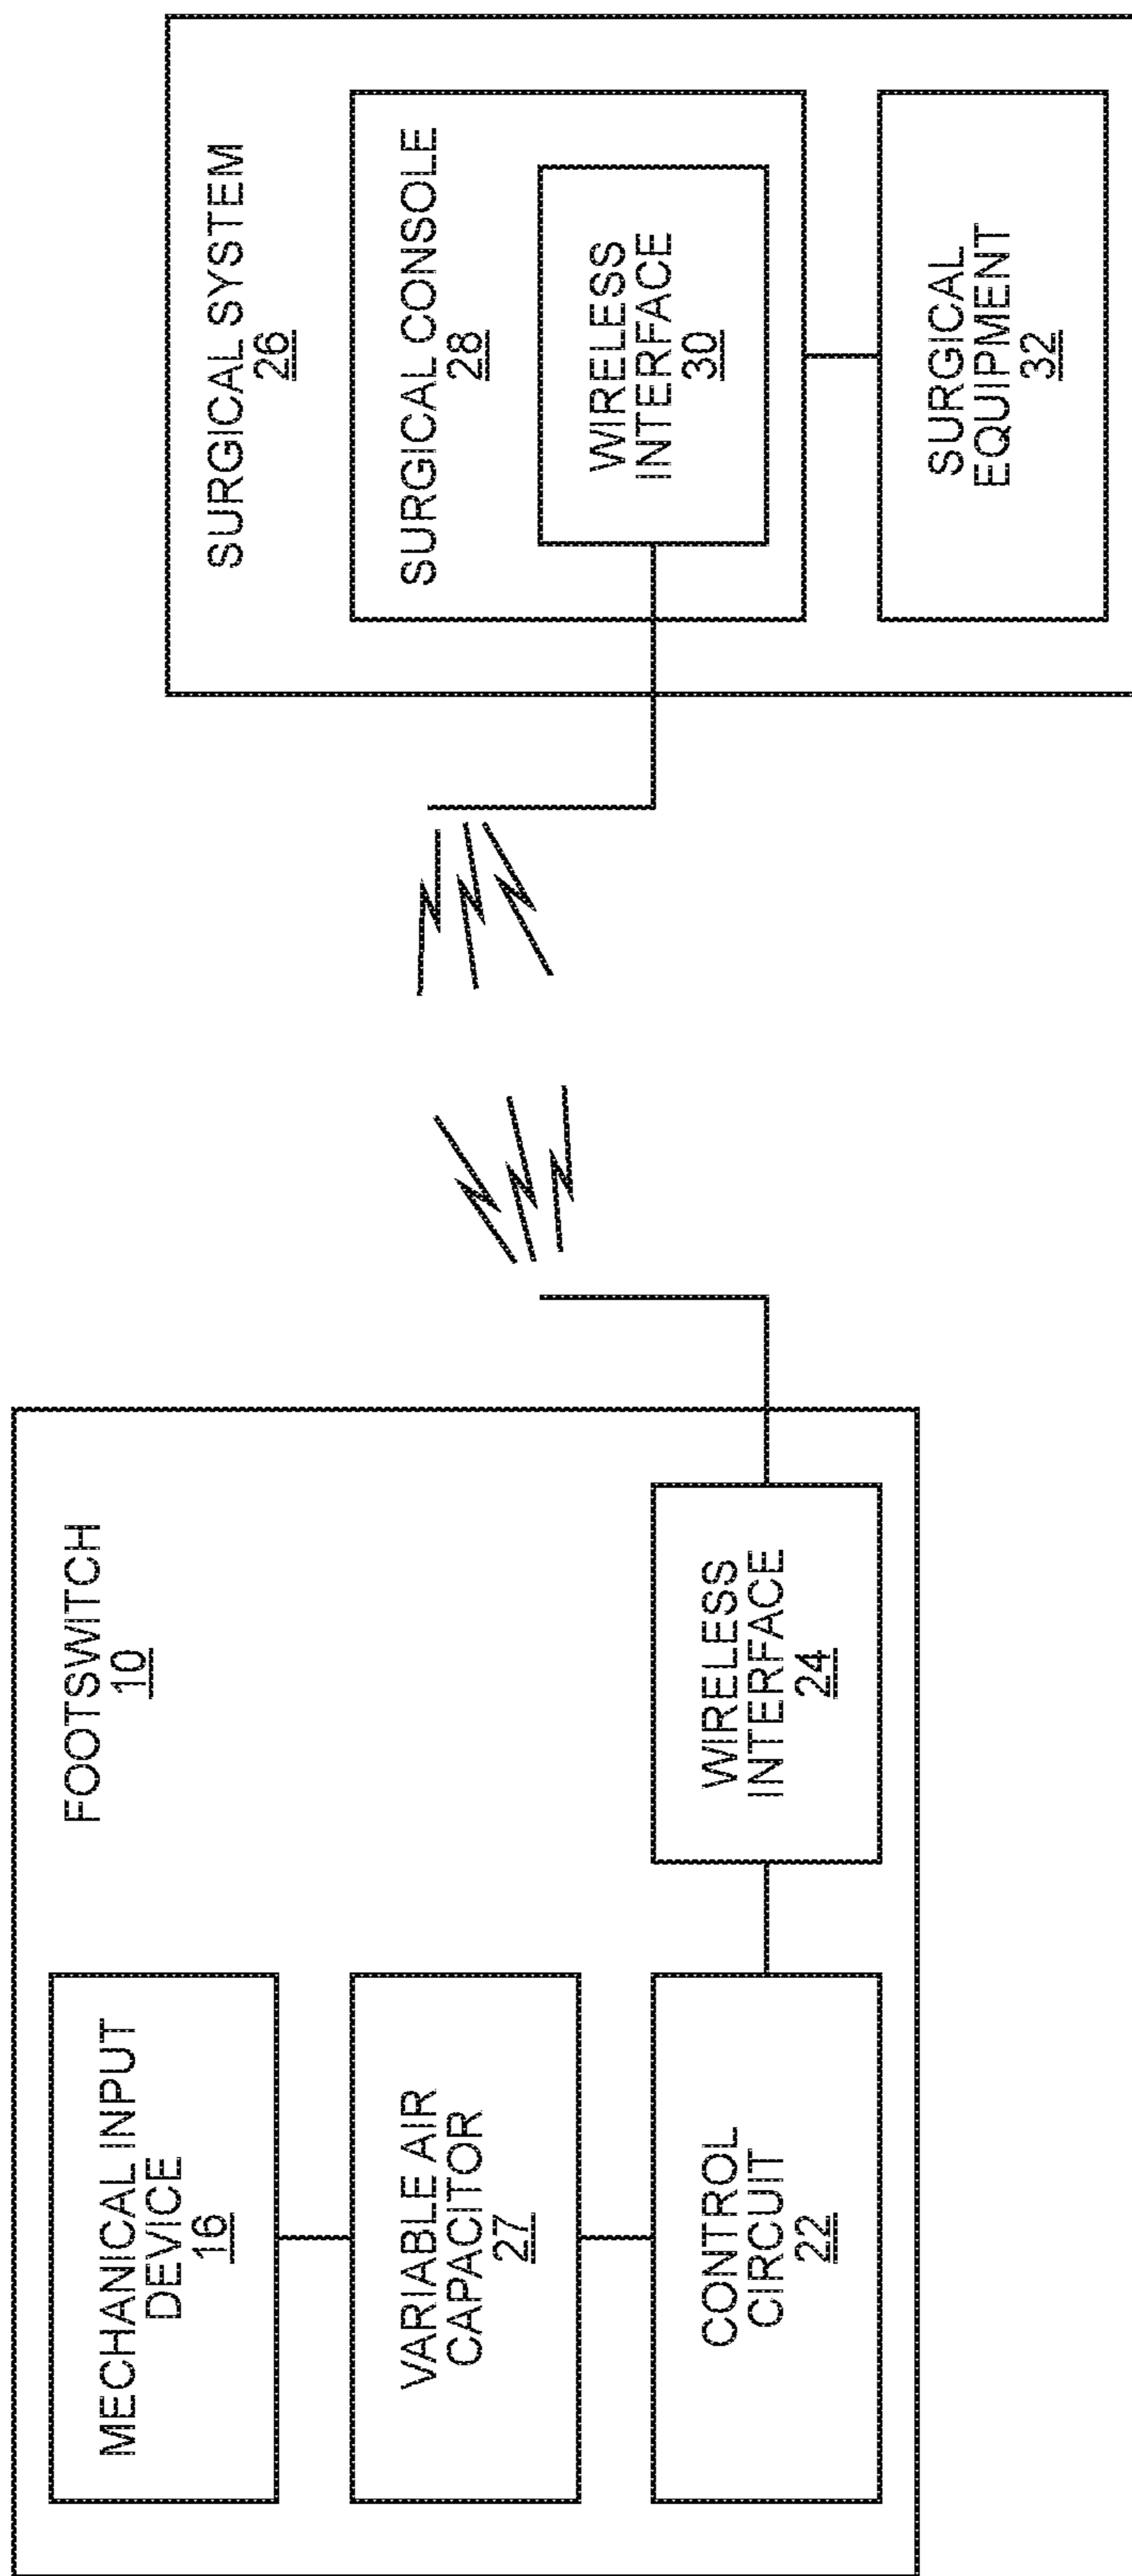 FOOTSWITCH
10
MECHANICAL INPUT
DEVICE
16
VARIABLE AIR
CAPACITOR
27
CONTROL
CIRCUIT
22
WIRELESS
INTERFACE
24
SURGICAL SYSTEM
26
SURGICAL CONSOLE
28
WIRELESS
INTERFACE
30
SURGICAL
EQUIPMENT
32